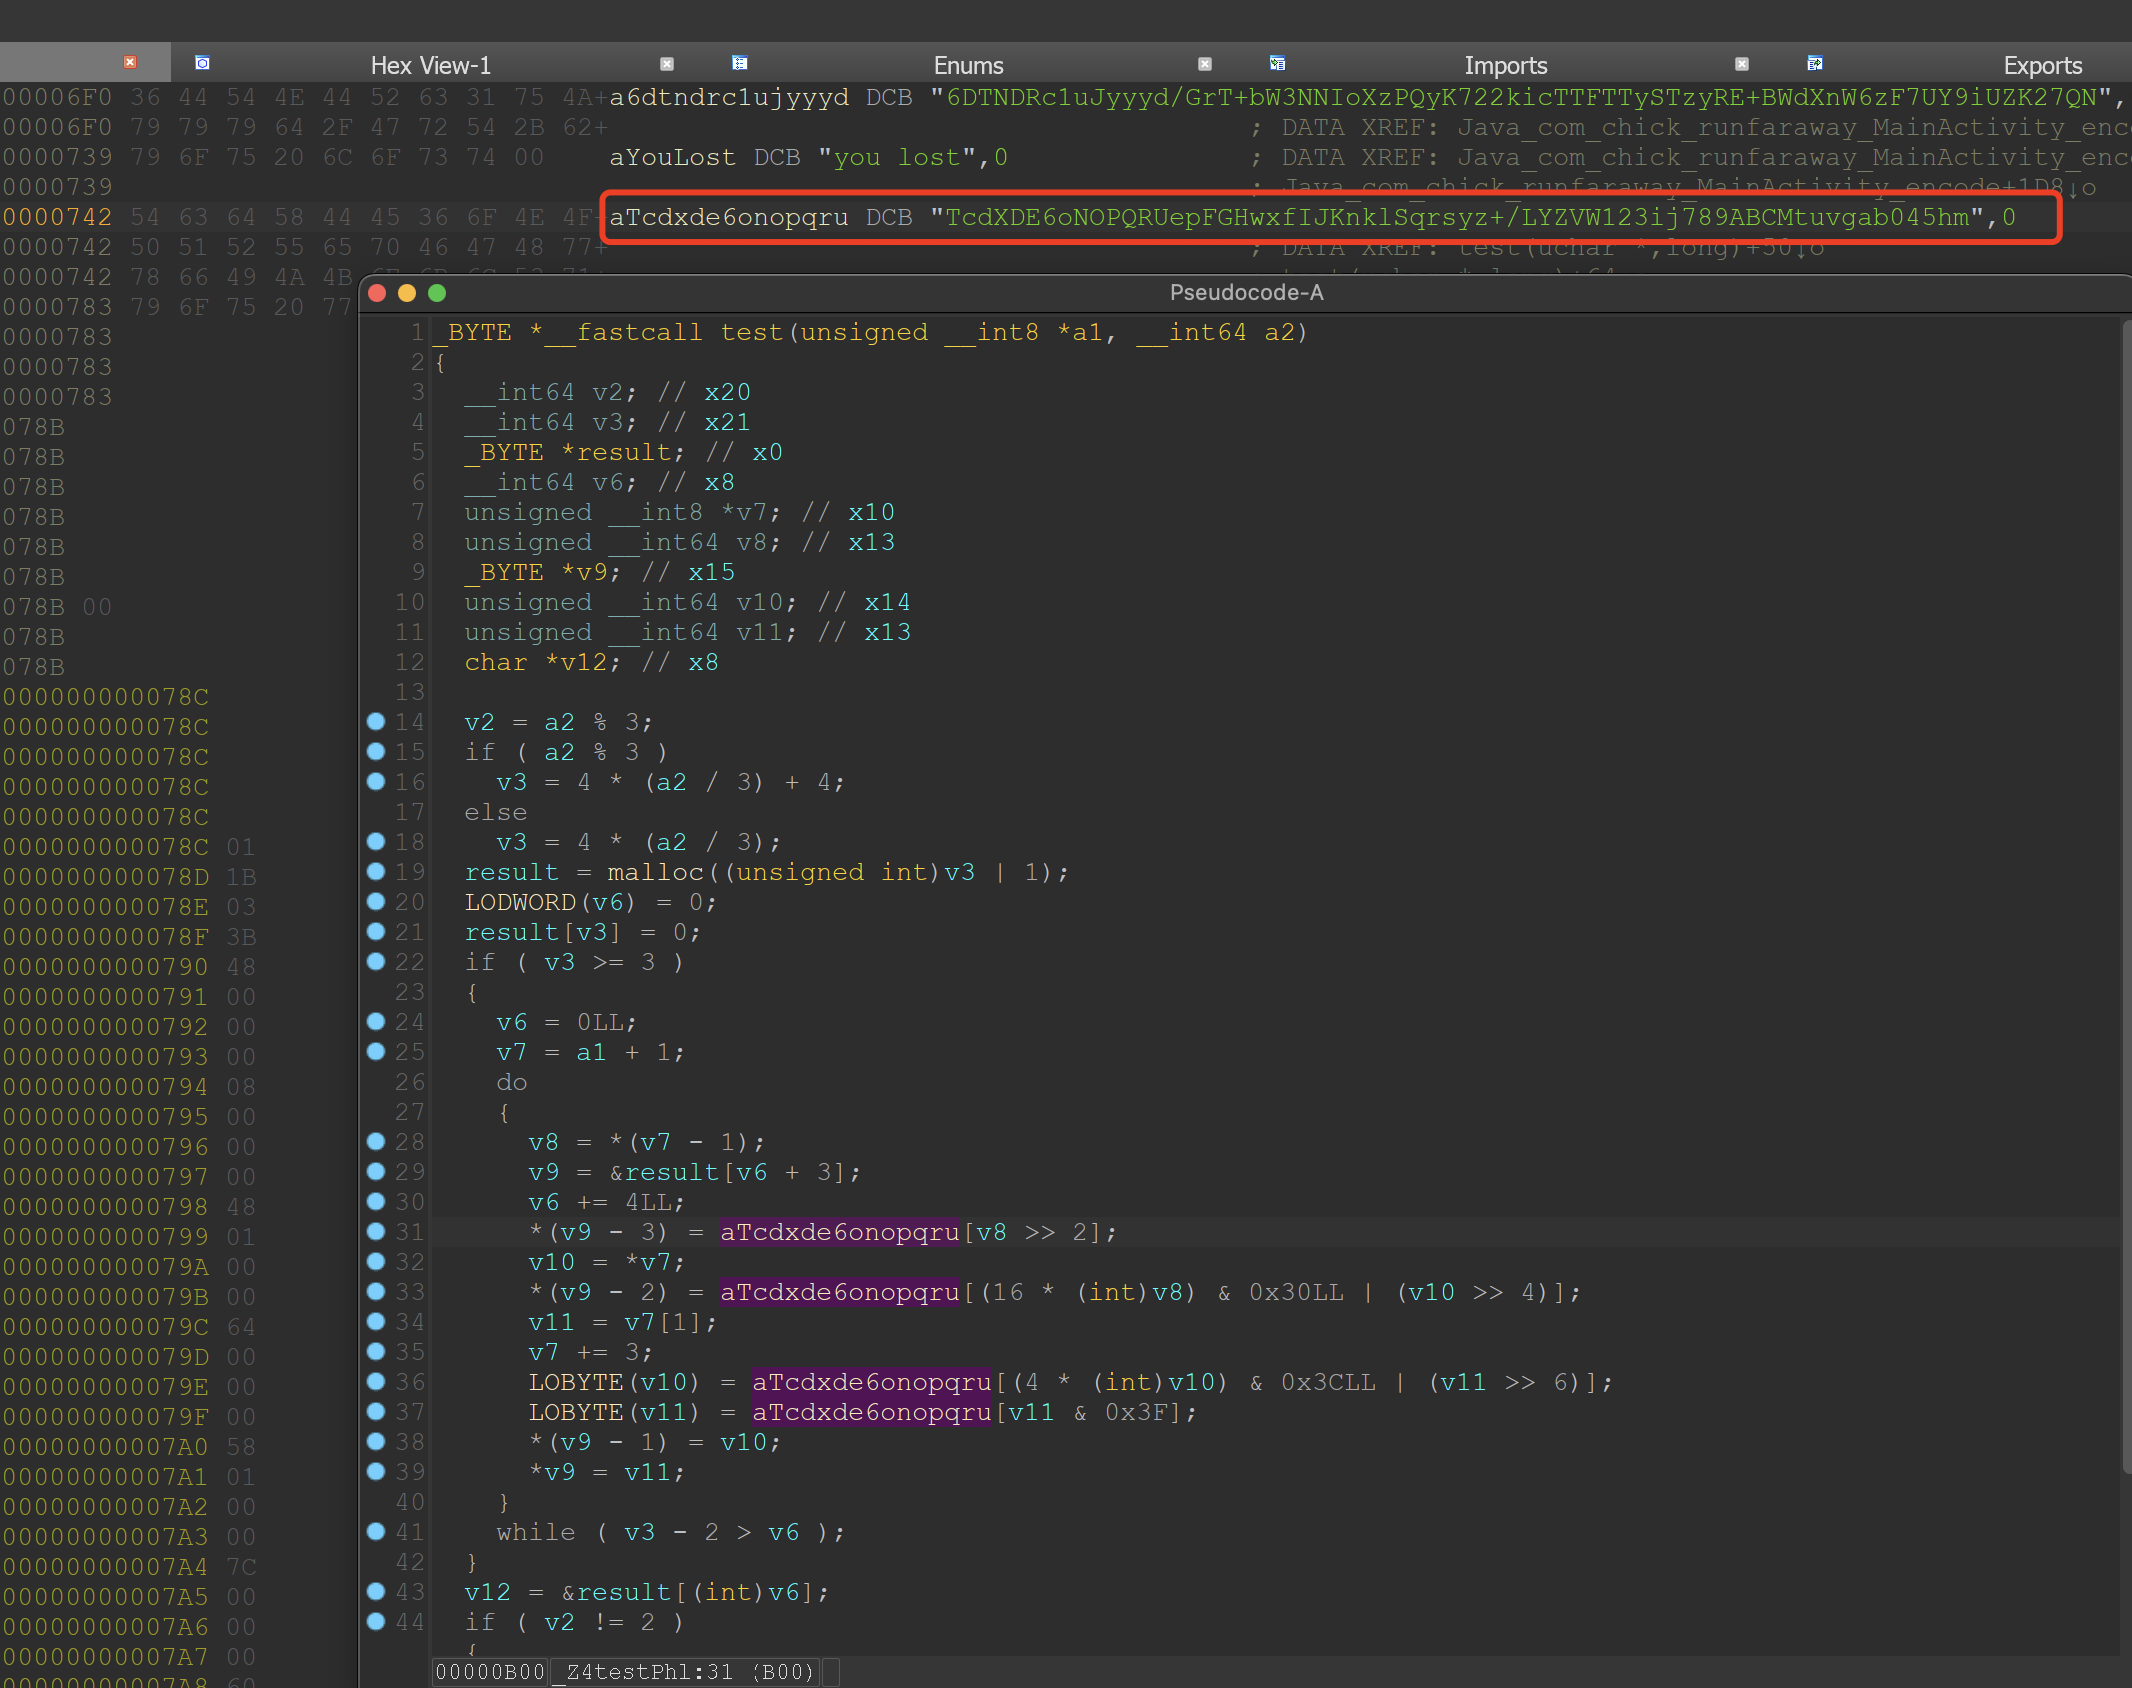 Hex View-1 Enums Imports Exports
00006F0 36 44 54 4E 44 52 63 31 75 4A+a6dtndrc1ujyyyd DCB "6DTNDRc1uJyyyd/GrT+bW3NNIoXzPQyK722kicTTFTTySTzyRE+BWdXnW6zF7UY9iUZK27QN",
00006F0 79 79 79 64 2F 47 72 54 2B 62+ ; DATA XREF: Java_com_chick_runfaraway_MainActivity_enc
0000739 79 6F 75 20 6C 6F 73 74 00 aYouLost DCB "you lost",0 ; DATA XREF: Java_com_chick_runfaraway_MainActivity_enc
0000739 ; Java_com_chick_runfaraway_MainActivity_encode+1D8↓o
0000742 54 63 64 58 44 45 36 6F 4E 4F+aTcdxde6onopqru DCB "TcdXDE6oNOPQRUepFGHwxfIJKnklSqrsyz+/LYZVW123ij789ABCMtuvgab045hm",0
0000742 50 51 52 55 65 70 46 47 48 77+ ; DATA XREF: test(uchar *,long)+50↓o
0000742 78 66 49 4A 4B
0000783 79 6F 75 20 77
0000783
0000783
0000783
078B
078B
078B
078B
078B
078B
078B 00
078B
078B
000000000078C
000000000078C
000000000078C
000000000078C
000000000078C
000000000078C 01
000000000078D 1B
000000000078E 03
000000000078F 3B
0000000000790 48
0000000000791 00
0000000000792 00
0000000000793 00
0000000000794 08
0000000000795 00
0000000000796 00
0000000000797 00
0000000000798 48
0000000000799 01
000000000079A 00
000000000079B 00
000000000079C 64
000000000079D 00
000000000079E 00
000000000079F 00
00000000007A0 58
00000000007A1 01
00000000007A2 00
00000000007A3 00
00000000007A4 7C
00000000007A5 00
00000000007A6 00
00000000007A7 00
00000000007A8 60
Pseudocode-A
1 _BYTE *__fastcall test(unsigned __int8 *a1, __int64 a2)
2 {
3 __int64 v2; // x20
4 __int64 v3; // x21
5 _BYTE *result; // x0
6 __int64 v6; // x8
7 unsigned __int8 *v7; // x10
8 unsigned __int64 v8; // x13
9 _BYTE *v9; // x15
10 unsigned __int64 v10; // x14
11 unsigned __int64 v11; // x13
12 char *v12; // x8
13
14 v2 = a2 % 3;
15 if ( a2 % 3 )
16 v3 = 4 * (a2 / 3) + 4;
17 else
18 v3 = 4 * (a2 / 3);
19 result = malloc((unsigned int)v3 | 1);
20 LODWORD(v6) = 0;
21 result[v3] = 0;
22 if ( v3 >= 3 )
23 {
24 v6 = 0LL;
25 v7 = a1 + 1;
26 do
27 {
28 v8 = *(v7 - 1);
29 v9 = &result[v6 + 3];
30 v6 += 4LL;
31 *(v9 - 3) = aTcdxde6onopqru[v8 >> 2];
32 v10 = *v7;
33 *(v9 - 2) = aTcdxde6onopqru[(16 * (int)v8) & 0x30LL | (v10 >> 4)];
34 v11 = v7[1];
35 v7 += 3;
36 LOBYTE(v10) = aTcdxde6onopqru[(4 * (int)v10) & 0x3CLL | (v11 >> 6)];
37 LOBYTE(v11) = aTcdxde6onopqru[v11 & 0x3F];
38 *(v9 - 1) = v10;
39 *v9 = v11;
40 }
41 while ( v3 - 2 > v6 );
42 }
43 v12 = &result[(int)v6];
44 if ( v2 != 2 )
{
00000B00 _Z4testPhl:31 (B00)